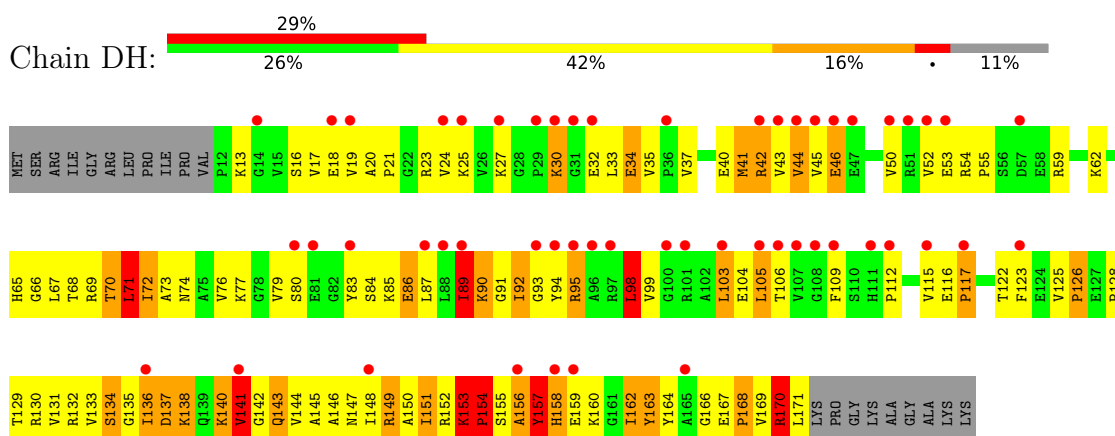 29%
Chain DH:
26% 42% 16% • 11%
MET SER ARG ILE GLY ARG LEU PRO ILE PRO VAL P12 K13 G14 V15 S16 V17 E18 V19 A20 P21 G22 R23 V24 K25 V26 K27 G28 P29 K30 G31 E32 L33 E34 V35 P36 V37 E40 M41 R42 V43 V44 V45 E46 E47 V50 R51 V52 E53 R54 P55 S56 D57 E58 R59 K62
H65 G66 L67 T68 R69 T70 L71 I72 A73 N74 A75 V76 K77 G78 V79 S80 E81 G82 Y83 S84 K85 E86 L87 L88 I89 K90 G91 I92 G93 Y94 R95 A96 R97 L98 V99 G100 R101 A102 L103 E104 L105 T106 V107 G108 F109 S110 H111 P112 V115 E116 P117 T122 F123 E124 V125 P126 E127 P128
T129 R130 V131 R132 V133 S134 G135 I136 D137 K138 Q139 K140 V141 G142 Q143 V144 A145 A146 N147 I148 R149 A150 I151 R152 K153 P154 S155 A156 Y157 H158 E159 K160 G161 I162 Y163 Y164 A165 G166 E167 P168 V169 R170 L171 LYS PRO GLY LYS ALA GLY ALA LYS LYS